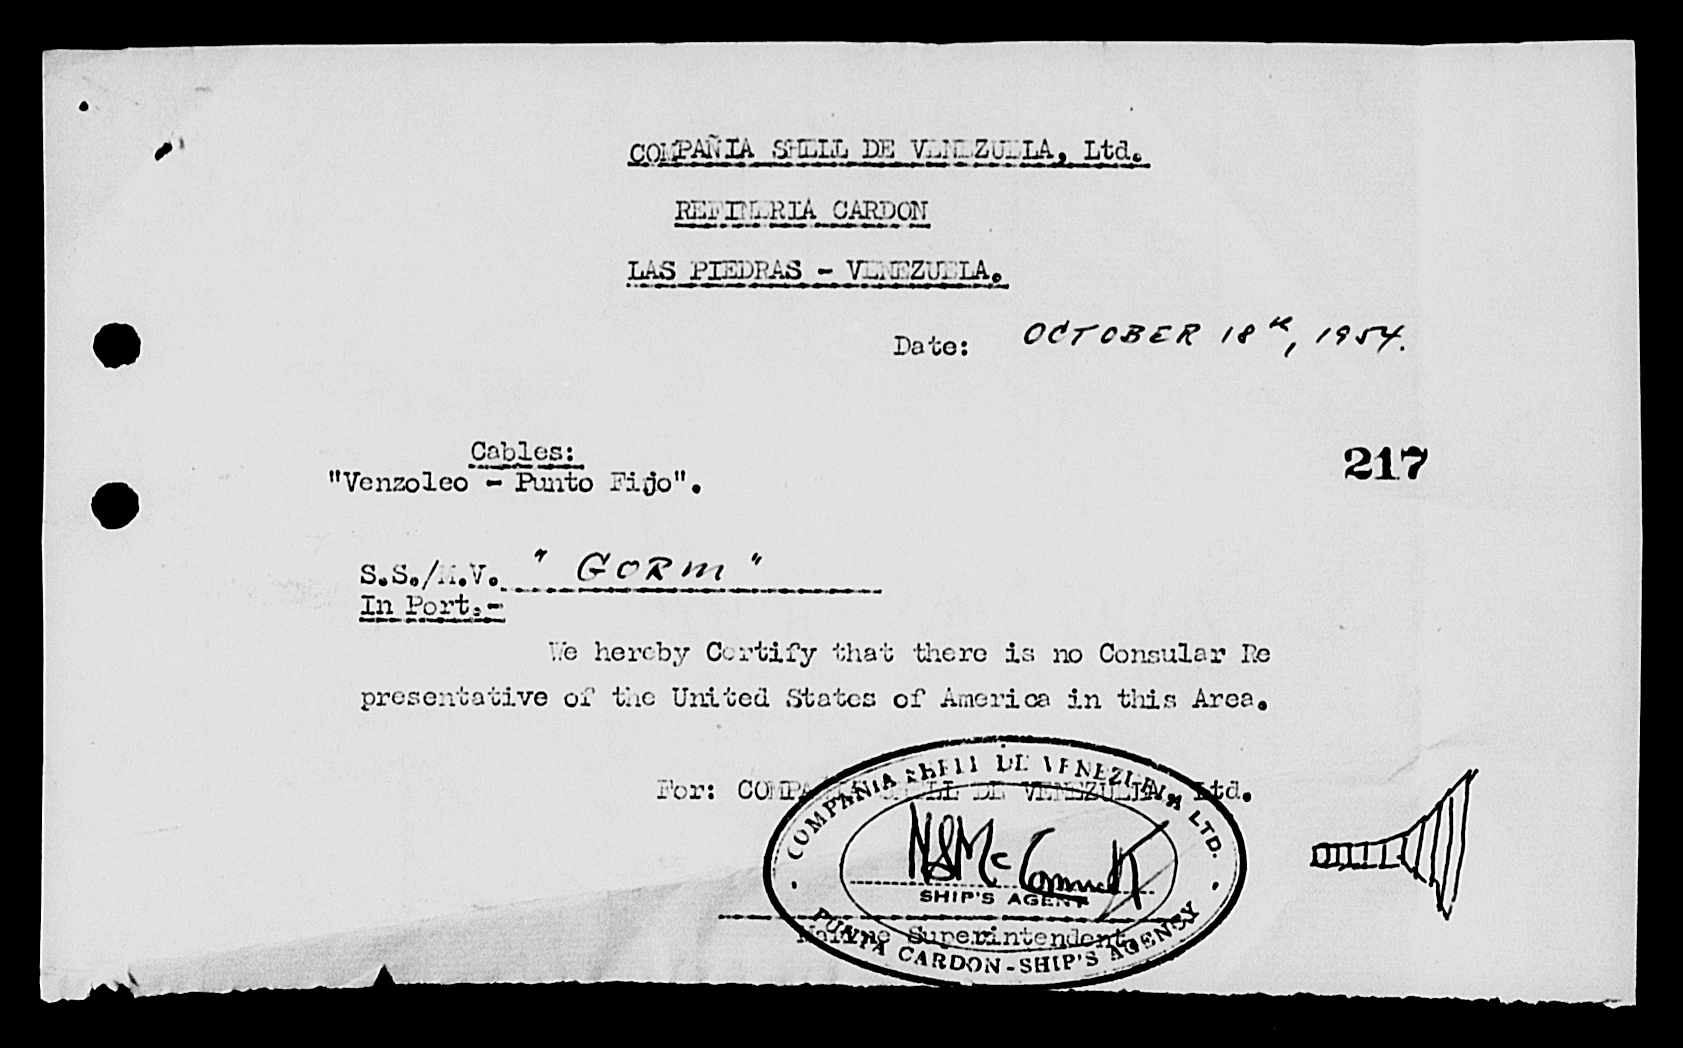 COMPAÑIA SHELL DE VENEZUELA, Ltd.
REFINERIA CARDON
LAS PIEDRAS - VENEZUELA.
Date: OCTOBER 18th, 1954.
Cables:
"Venzoleo - Punto Fijo".
217
S.S./M.V. "GORM"
In Port.-
We hereby Certify that there is no Consular Re
presentative of the United States of America in this Area.
For: COMPAÑIA SHELL DE VENEZUELA, Ltd.
COMPAÑIA SHELL DE VENEZUELA LTD.
SHIP'S AGENT
Marine Superintendent
PUNTA CARDON-SHIP'S AGENCY